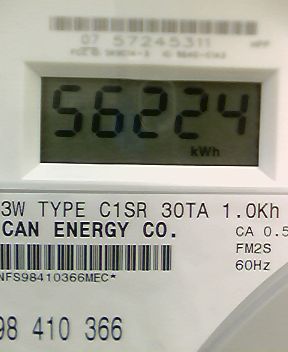 07 57245311
56224
kWh
3W TYPE C1SR 30TA 1.0Kh
CAN ENERGY CO.
CA 0.5
FM2S
60Hz
NFS98410366MEC*
98 410 366